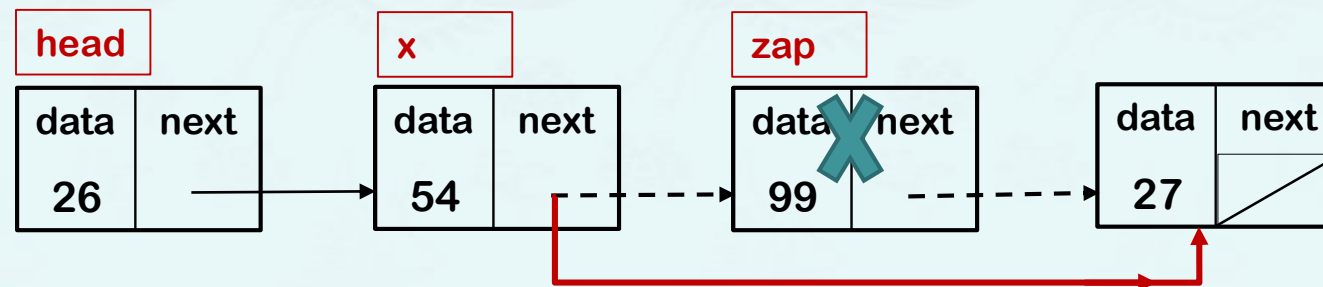 head x zap
data next data next data next data next
26 54 99 27